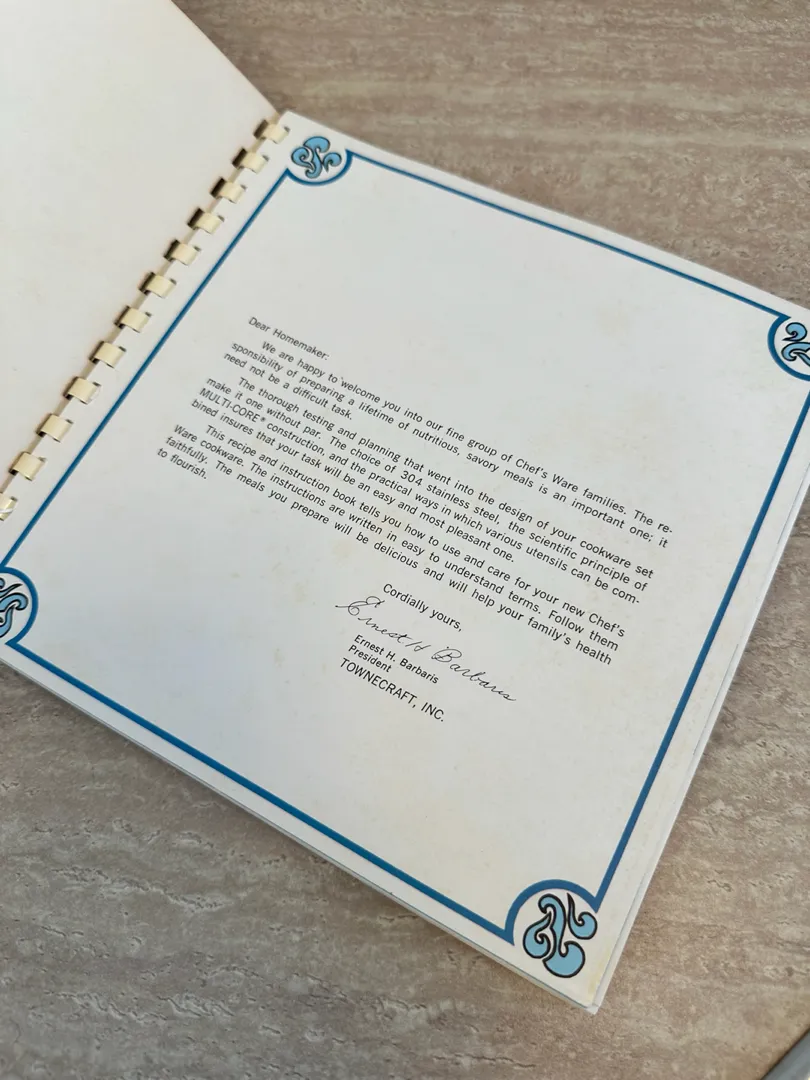 Dear Homemaker:
We are happy to welcome you into our fine group of Chef's Ware families. The re-
sponsibility of preparing a lifetime of nutritious, savory meals is an important one; it
need not be a difficult task.
The thorough testing and planning that went into the design of your cookware set
make it one without par. The choice of 304 stainless steel, the scientific principle of
MULTI-CORE® construction, and the practical ways in which various utensils can be com-
bined insures that your task will be an easy and most pleasant one.
This recipe and instruction book tells you how to use and care for your new Chef's
Ware cookware. The instructions are written in easy to understand terms. Follow them
faithfully. The meals you prepare will be delicious and will help your family's health
to flourish.
Cordially yours,
Ernest H Barbaris
Ernest H. Barbaris
President
TOWNECRAFT, INC.